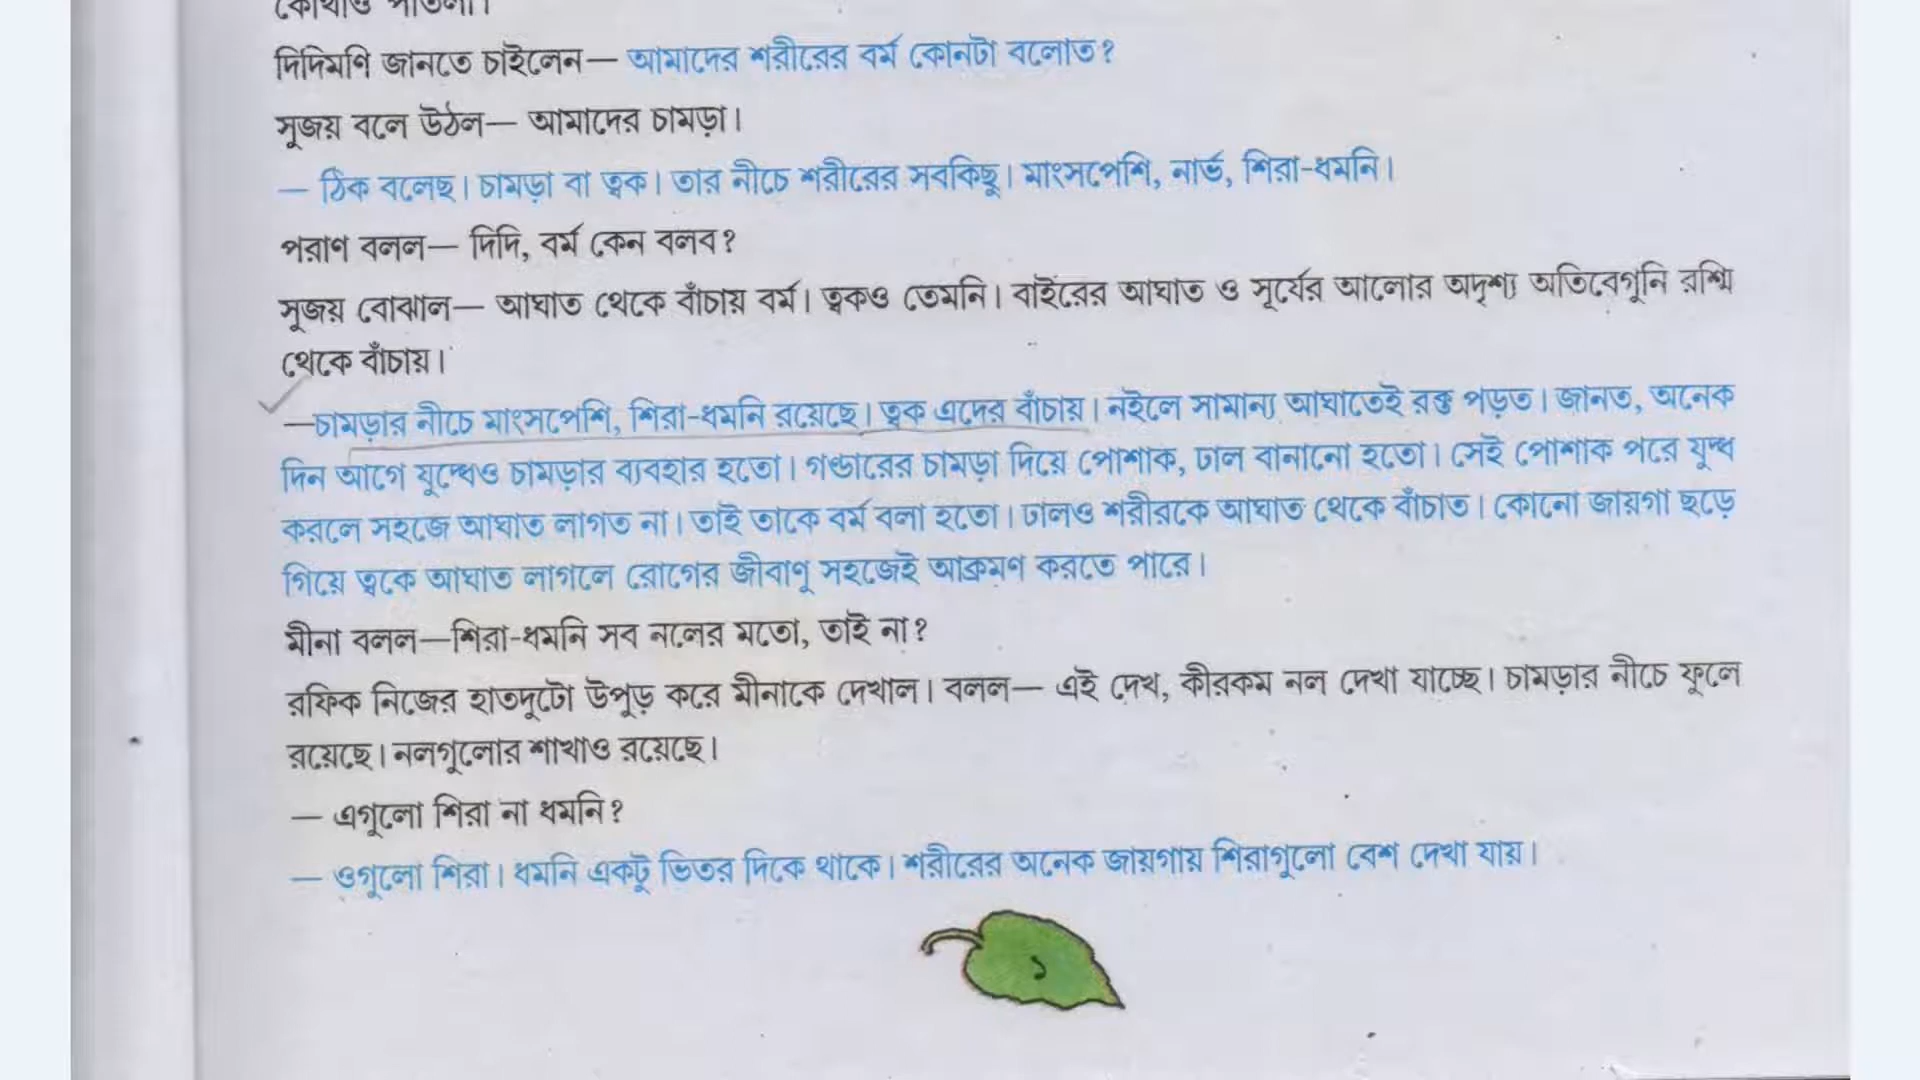 কোথাও পাতলা।
দিদিমণি জানতে চাইলেন— আমাদের শরীরের বর্ম কোনটা বলোত?
সুজয় বলে উঠল— আমাদের চামড়া।
— ঠিক বলেছ। চামড়া বা ত্বক। তার নীচে শরীরের সবকিছু। মাংসপেশি, নার্ভ, শিরা-ধমনি।
পরাণ বলল— দিদি, বর্ম কেন বলব?
সুজয় বোঝাল— আঘাত থেকে বাঁচায় বর্ম। ত্বকও তেমনি। বাইরের আঘাত ও সূর্যের আলোর অদৃশ্য অতিবেগুনি রশ্মি
থেকে বাঁচায়।
—চামড়ার নীচে মাংসপেশি, শিরা-ধমনি রয়েছে। ত্বক এদের বাঁচায়। নইলে সামান্য আঘাতেই রক্ত পড়ত। জানত, অনেক
দিন আগে যুদ্ধেও চামড়ার ব্যবহার হতো। গণ্ডারের চামড়া দিয়ে পোশাক, ঢাল বানানো হতো। সেই পোশাক পরে যুদ্ধ
করলে সহজে আঘাত লাগত না। তাই তাকে বর্ম বলা হতো। ঢালও শরীরকে আঘাত থেকে বাঁচাত। কোনো জায়গা ছড়ে
গিয়ে ত্বকে আঘাত লাগলে রোগের জীবাণু সহজেই আক্রমণ করতে পারে।
মীনা বলল—শিরা-ধমনি সব নলের মতো, তাই না?
রফিক নিজের হাতদুটো উপুড় করে মীনাকে দেখাল। বলল— এই দেখ, কীরকম নল দেখা যাচ্ছে। চামড়ার নীচে ফুলে
রয়েছে। নলগুলোর শাখাও রয়েছে।
— এগুলো শিরা না ধমনি?
— ওগুলো শিরা। ধমনি একটু ভিতর দিকে থাকে। শরীরের অনেক জায়গায় শিরাগুলো বেশ দেখা যায়।
১